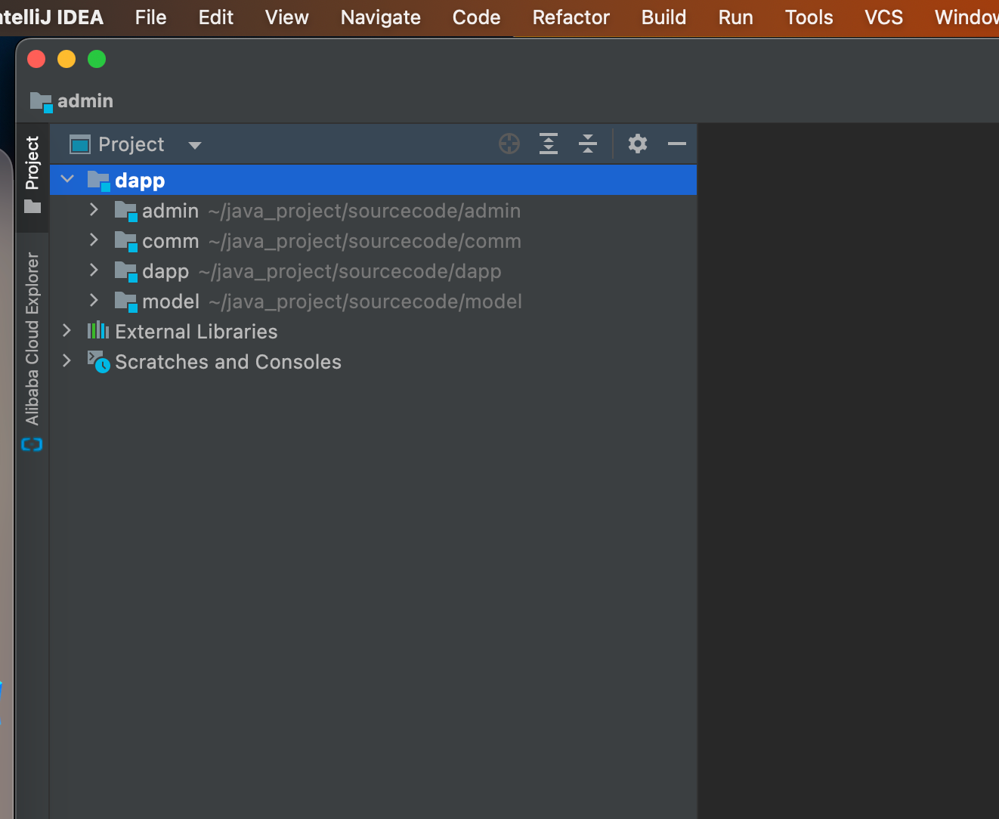 IDEA File Edit View Navigate Code Refactor Build Run Tools VCS
admin
Project
Project
dapp
admin ~/java_project/sourcecode/admin
comm ~/java_project/sourcecode/comm
dapp ~/java_project/sourcecode/dapp
model ~/java_project/sourcecode/model
External Libraries
Scratches and Consoles
Alibaba Cloud Explorer